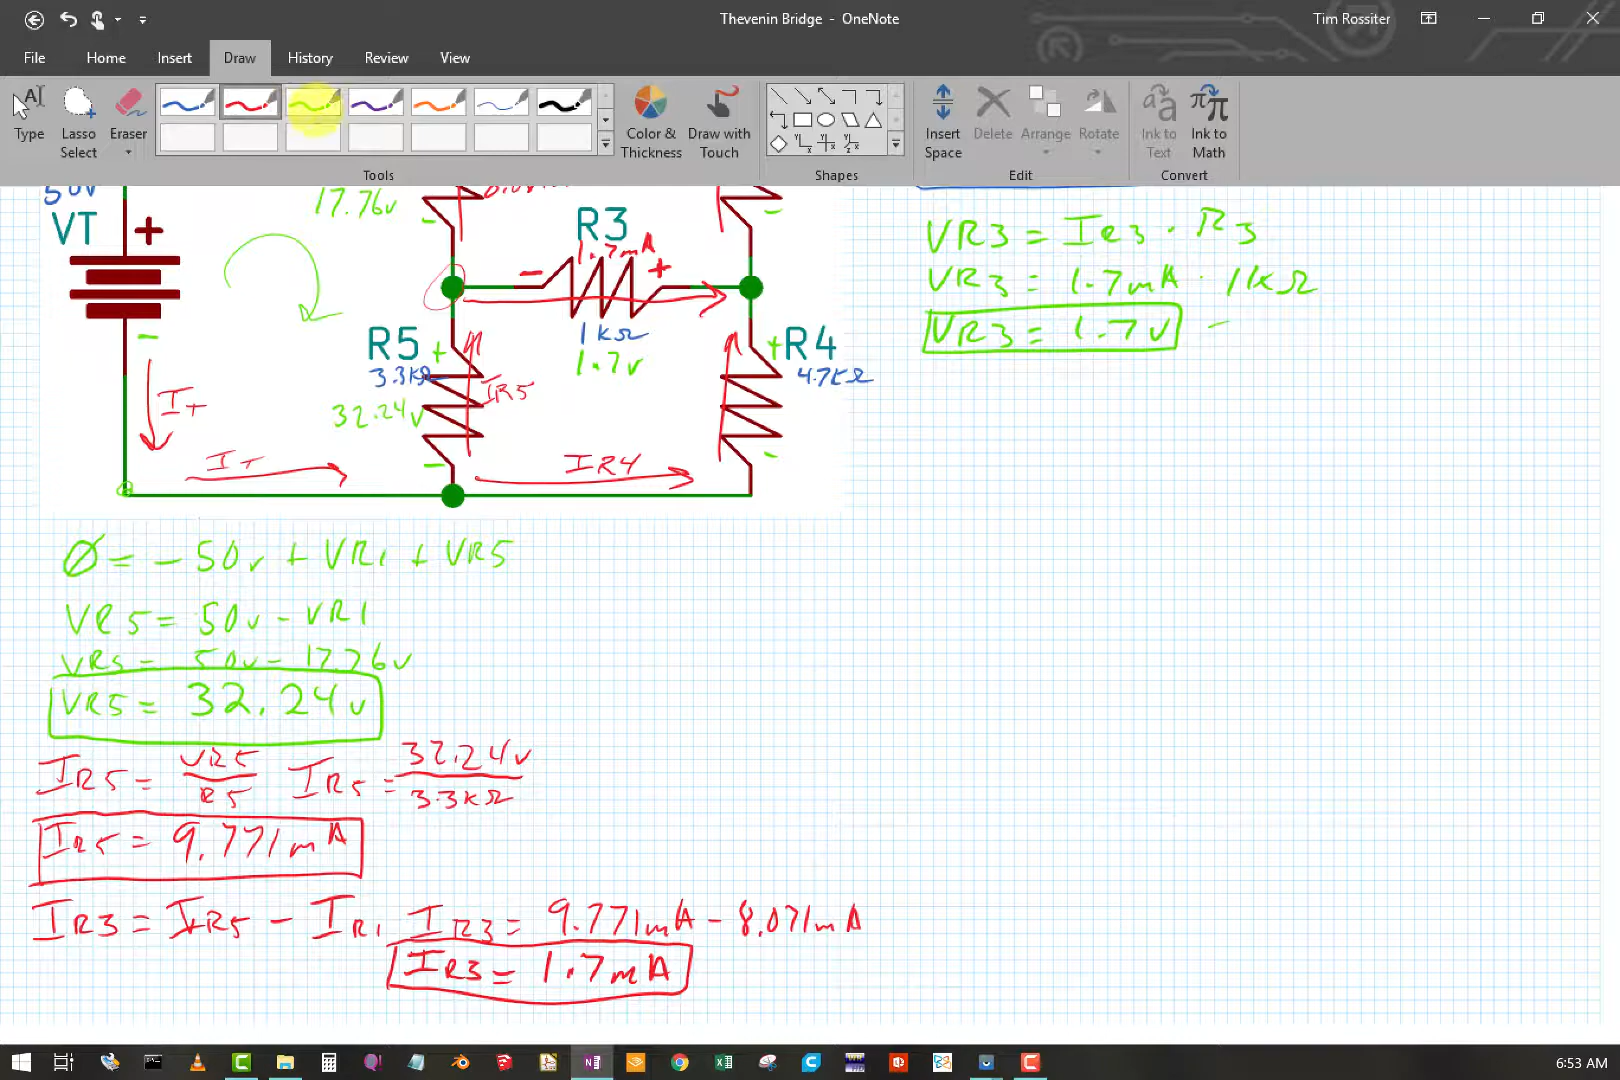 Thevenin Bridge - OneNote
Tim Rossiter
File Home Insert Draw History Review View
Type
Lasso Select
Eraser
Color & Thickness
Draw with Touch
Insert Space
Delete
Arrange
Rotate
Ink to Text
Ink to Math
Tools
Shapes
Edit
Convert
50v
VT
+
-
17.76v
-
R3
1.7mA
- +
1kΩ
1.7v
R5
+
3.3kΩ
32.24v
IR5
-
+R4
4.7kΩ
-
IT
IT
IR4
VR3 = IR3 · R3
VR3 = 1.7mA · 1kΩ
VR3 = 1.7v
∅ = - 50v + VR1 + VR5
VR5 = 50v - VR1
VR5 = 50v - 17.76v
VR5 = 32.24v
IR5 = VR5/R5 IR5 = 32.24v/3.3kΩ
IR5 = 9.771mA
IR3 = IR5 - IR1 IR3 = 9.771mA - 8.071mA
IR3 = 1.7mA
6:53 AM